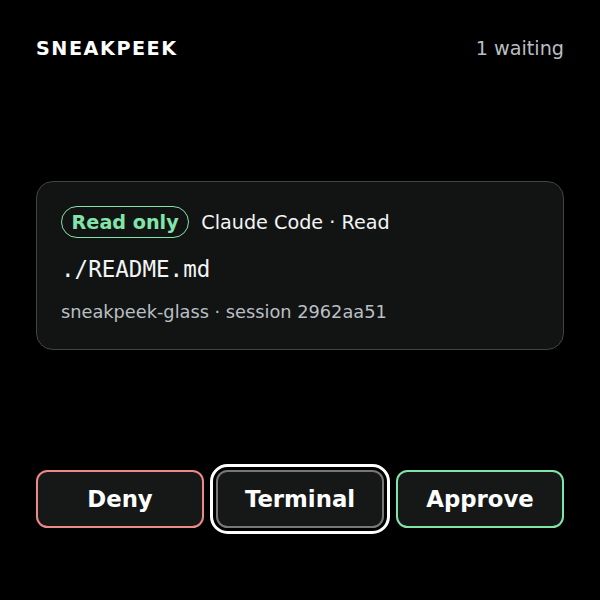 SNEAKPEEK 1 waiting
Read only Claude Code · Read
./README.md
sneakpeek-glass · session 2962aa51
Deny Terminal Approve